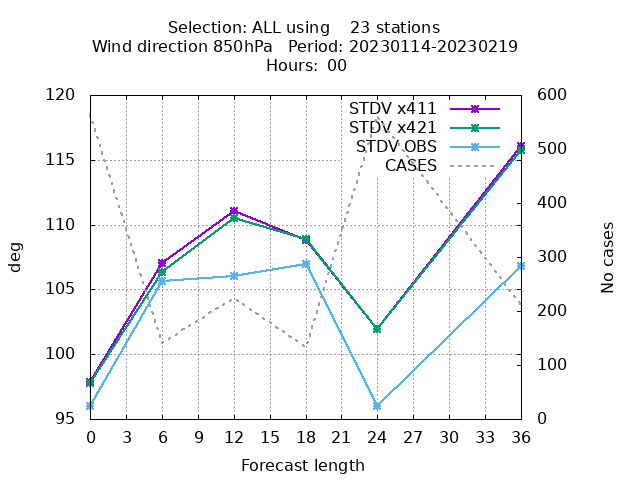 Selection: ALL using 23 stations
Wind direction 850hPa Period: 20230114-20230219
Hours: 00
120
115
110
105
100
95
deg
STDV x411
STDV x421
STDV OBS
CASES
600
500
400
300
200
100
0
No cases
0 3 6 9 12 15 18 21 24 27 30 33 36
Forecast length